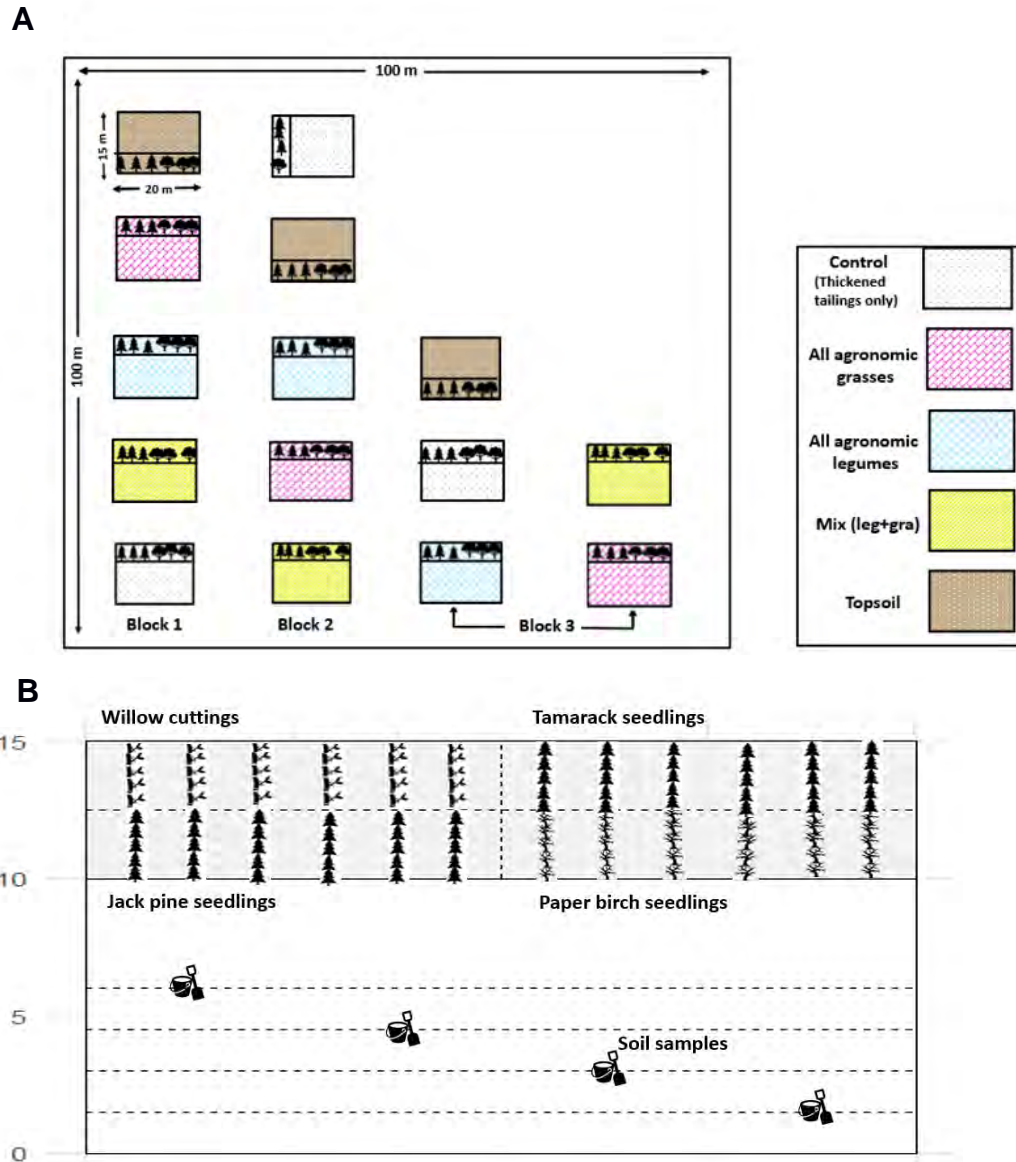 A
100 m
15 m
20 m
100 m
Block 1
Block 2
Block 3
Control
(Thickened
tailings only)
All agronomic
grasses
All agronomic
legumes
Mix (leg+gra)
Topsoil
B
Willow cuttings
Tamarack seedlings
15
10
Jack pine seedlings
Paper birch seedlings
5
Soil samples
0